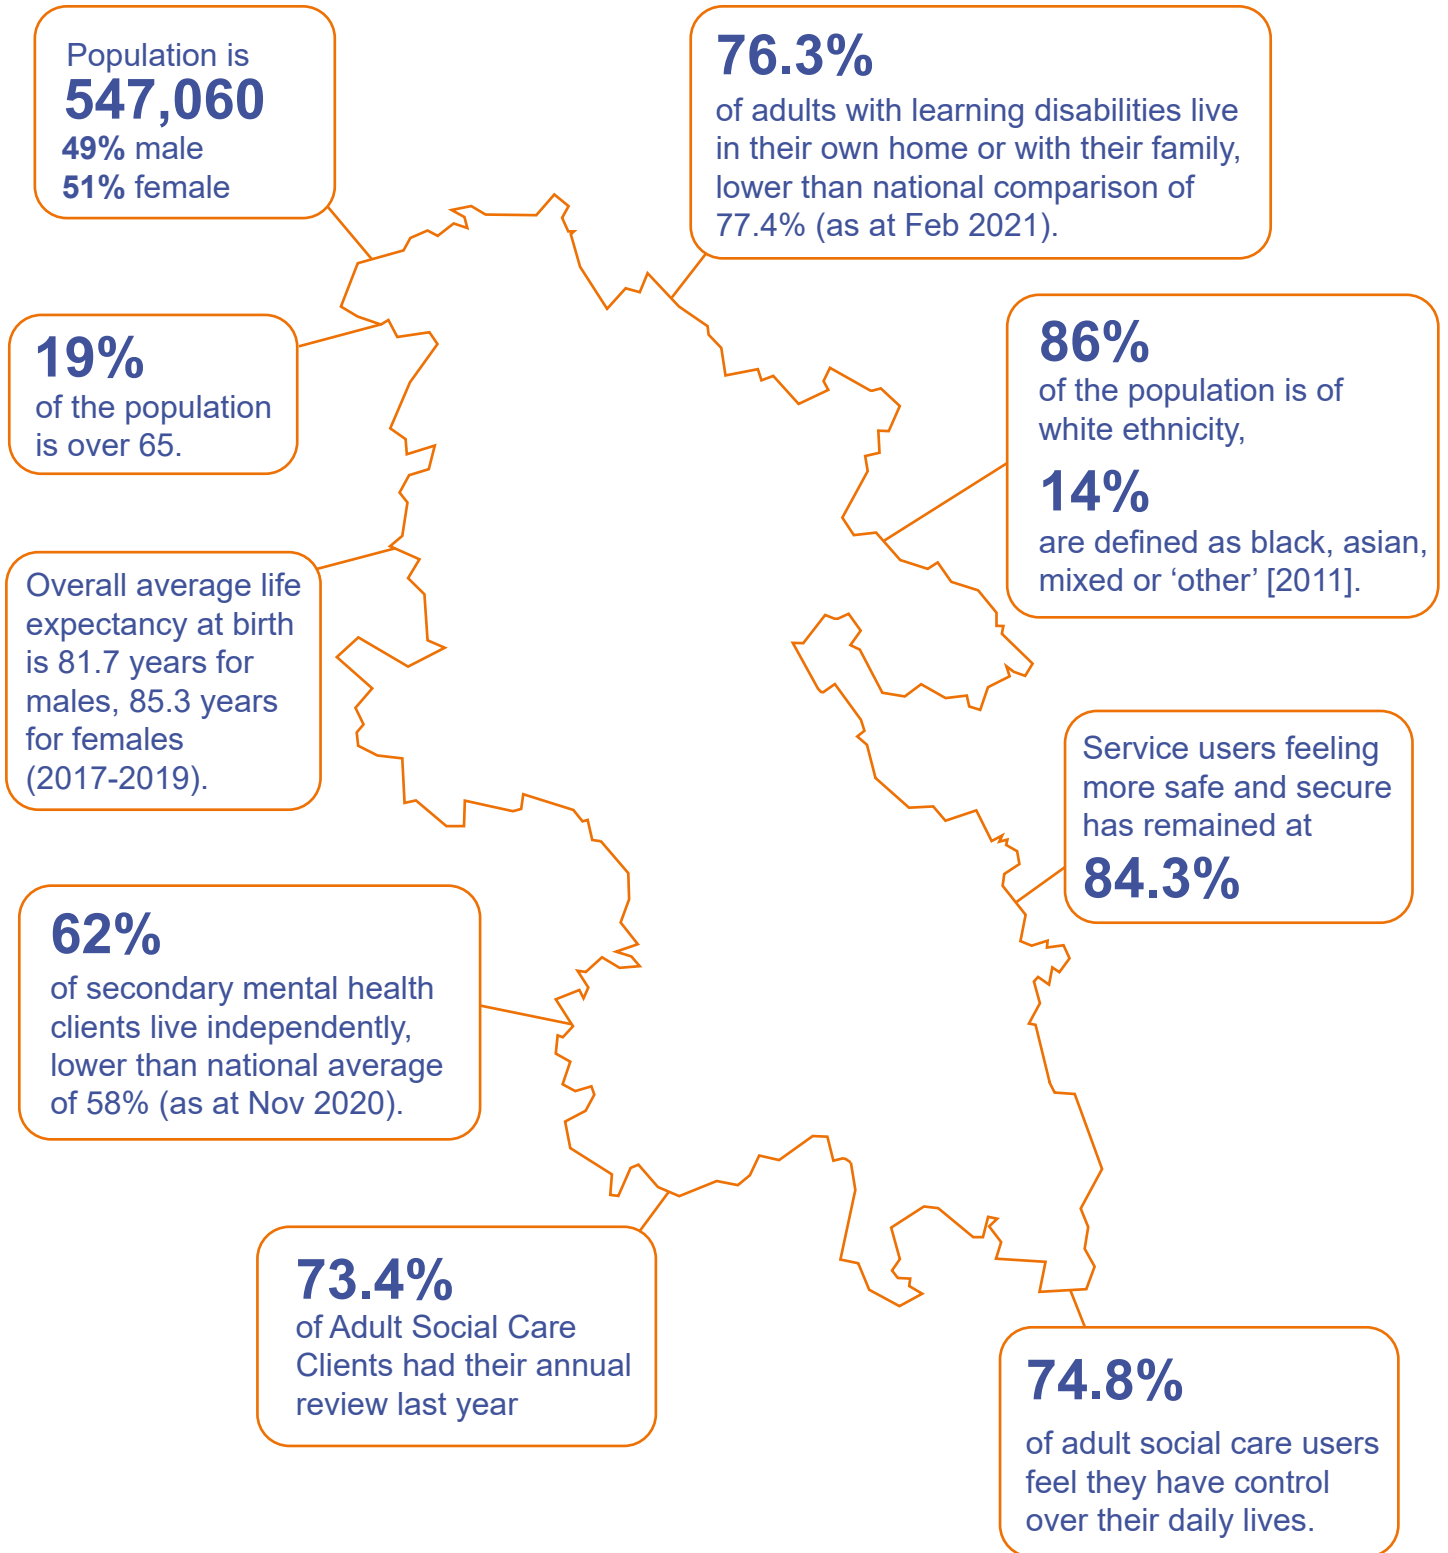 Population is
547,060
49% male
51% female
76.3%
of adults with learning disabilities live
in their own home or with their family,
lower than national comparison of
77.4% (as at Feb 2021).
19%
of the population
is over 65.
86%
of the population is of
white ethnicity,
14%
are defined as black, asian,
mixed or ‘other’ [2011].
Overall average life
expectancy at birth
is 81.7 years for
males, 85.3 years
for females
(2017-2019).
Service users feeling
more safe and secure
has remained at
84.3%
62%
of secondary mental health
clients live independently,
lower than national average
of 58% (as at Nov 2020).
73.4%
of Adult Social Care
Clients had their annual
review last year
74.8%
of adult social care users
feel they have control
over their daily lives.